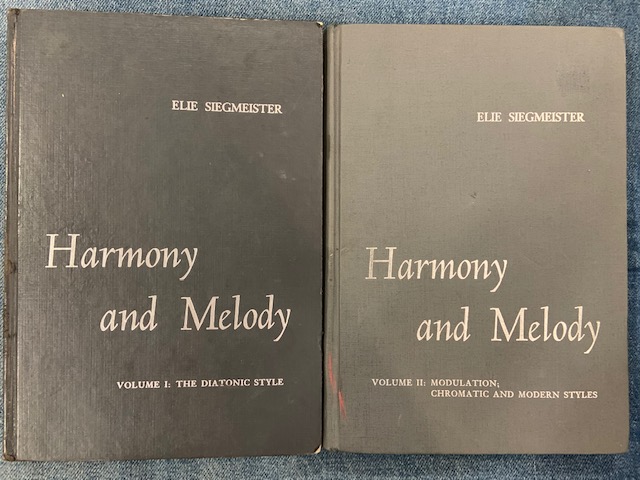 ELIE SIEGMEISTER
Harmony
and Melody
VOLUME I: THE DIATONIC STYLE
ELIE SIEGMEISTER
Harmony
and Melody
VOLUME II: MODULATION;
CHROMATIC AND MODERN STYLES